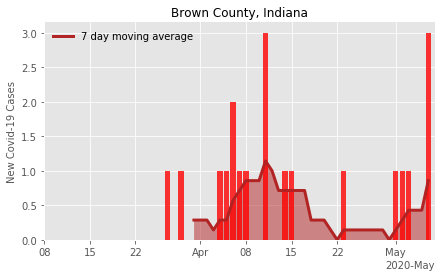 Brown County, Indiana
7 day moving average
New Covid-19 Cases
3.0
2.5
2.0
1.5
1.0
0.5
0.0
08 15 22 Apr 08 15 22 May
2020-May